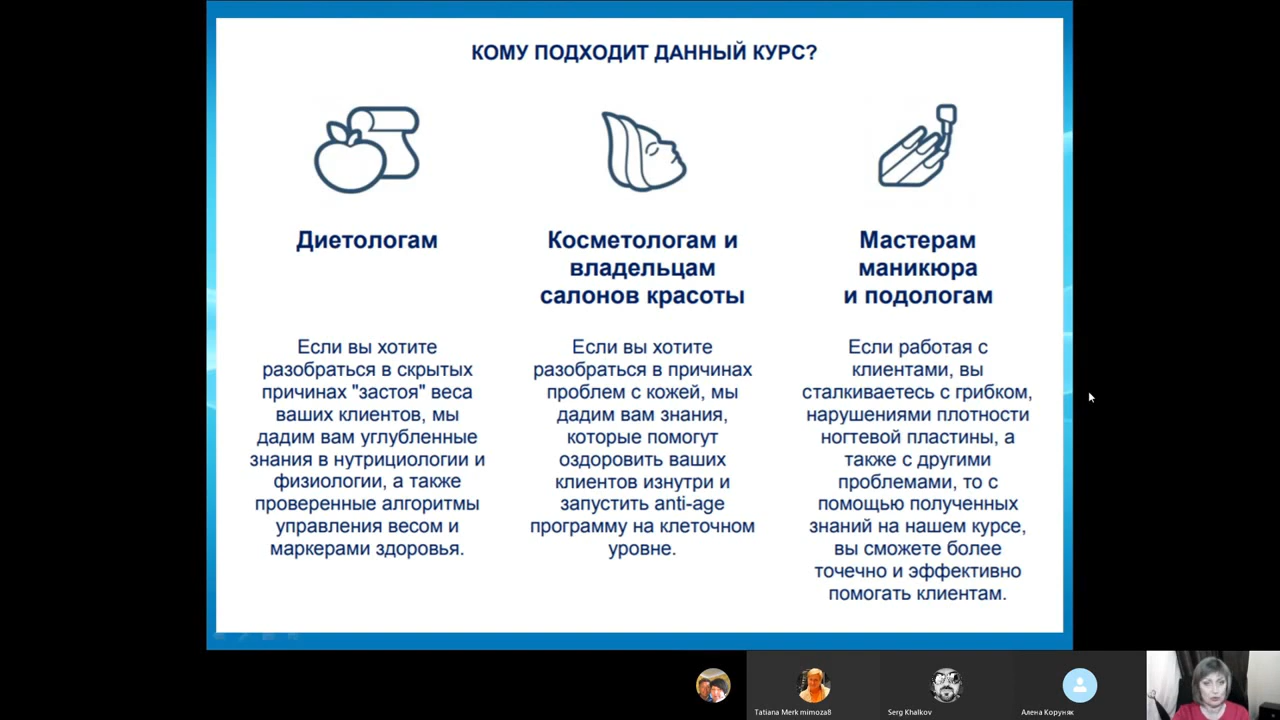 КОМУ ПОДХОДИТ ДАННЫЙ КУРС?
Диетологам
Если вы хотите
разобраться в скрытых
причинах "застоя" веса
ваших клиентов, мы
дадим вам углубленные
знания в нутрициологии и
физиологии, а также
проверенные алгоритмы
управления весом и
маркерами здоровья.
Косметологам и
владельцам
салонов красоты
Если вы хотите
разобраться в причинах
проблем с кожей, мы
дадим вам знания,
которые помогут
оздоровить ваших
клиентов изнутри и
запустить anti-age
программу на клеточном
уровне.
Мастерам
маникюра
и подологам
Если работая с
клиентами, вы
сталкиваетесь с грибком,
нарушениями плотности
ногтевой пластины, а
также с другими
проблемами, то с
помощью полученных
знаний на нашем курсе,
вы сможете более
точечно и эффективно
помогать клиентам.
Tatiana Merk mimoza8
Serg Khalkov
Алена Коруняк